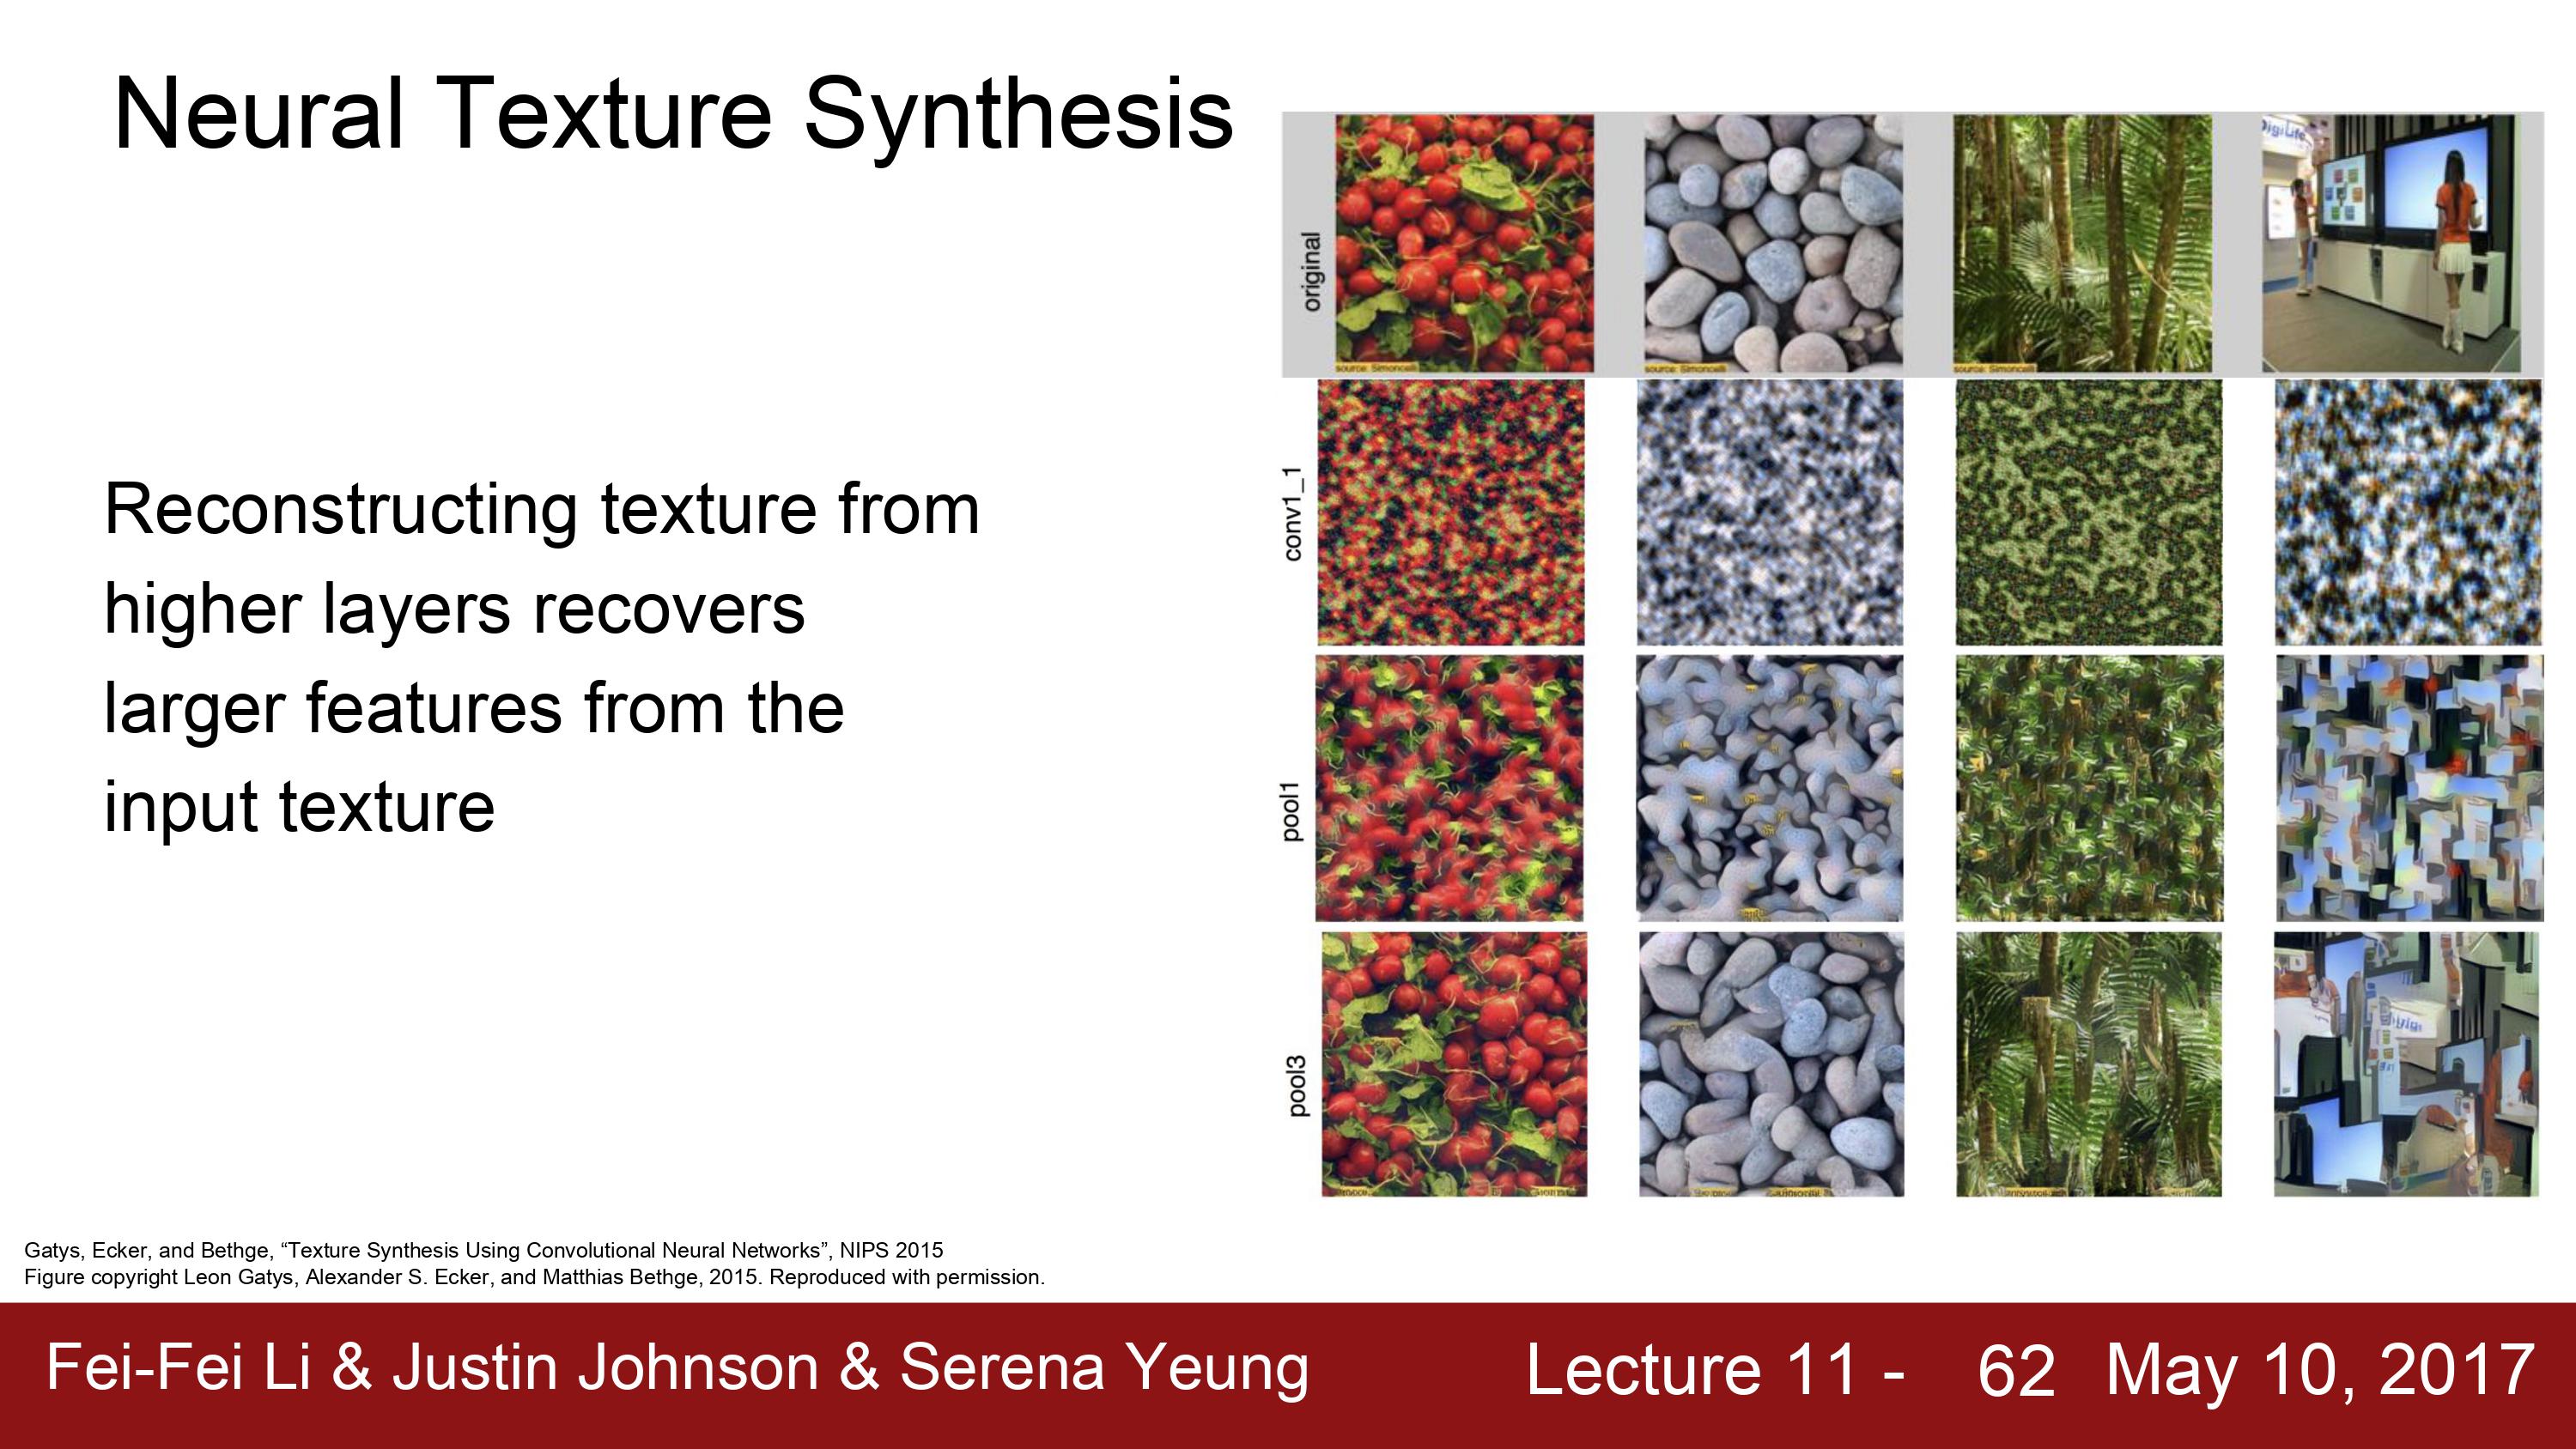 Neural Texture Synthesis
Reconstructing texture from
higher layers recovers
larger features from the
input texture
original
DigiLife
source: Simoncelli
source: Simoncelli
source: Simoncelli
conv1_1
pool1
pool3
Gatys, Ecker, and Bethge, “Texture Synthesis Using Convolutional Neural Networks”, NIPS 2015
Figure copyright Leon Gatys, Alexander S. Ecker, and Matthias Bethge, 2015. Reproduced with permission.
Fei-Fei Li & Justin Johnson & Serena Yeung
Lecture 11 - 62 May 10, 2017